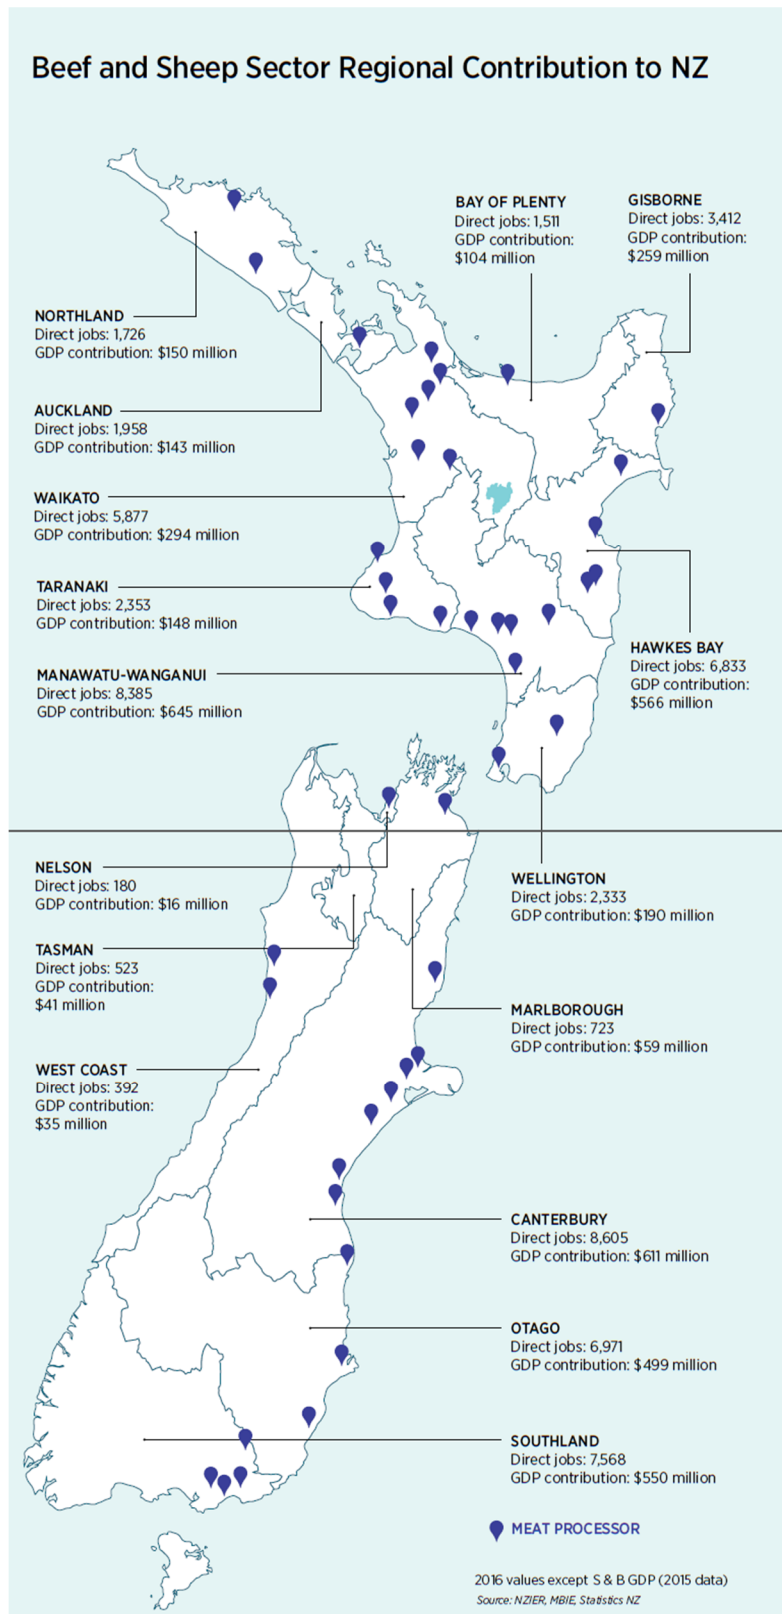 Beef and Sheep Sector Regional Contribution to NZ
BAY OF PLENTY
Direct jobs: 1,511
GDP contribution:
$104 million
GISBORNE
Direct jobs: 3,412
GDP contribution:
$259 million
NORTHLAND
Direct jobs: 1,726
GDP contribution: $150 million
AUCKLAND
Direct jobs: 1,958
GDP contribution: $143 million
WAIKATO
Direct jobs: 5,877
GDP contribution: $294 million
TARANAKI
Direct jobs: 2,353
GDP contribution: $148 million
MANAWATU-WANGANUI
Direct jobs: 8,385
GDP contribution: $645 million
HAWKES BAY
Direct jobs: 6,833
GDP contribution:
$566 million
NELSON
Direct jobs: 180
GDP contribution: $16 million
WELLINGTON
Direct jobs: 2,333
GDP contribution: $190 million
TASMAN
Direct jobs: 523
GDP contribution:
$41 million
MARLBOROUGH
Direct jobs: 723
GDP contribution: $59 million
WEST COAST
Direct jobs: 392
GDP contribution:
$35 million
CANTERBURY
Direct jobs: 8,605
GDP contribution: $611 million
OTAGO
Direct jobs: 6,971
GDP contribution: $499 million
SOUTHLAND
Direct jobs: 7,568
GDP contribution: $550 million
MEAT PROCESSOR
2016 values except S & B GDP (2015 data)
Source: NZIER, MBIE, Statistics NZ